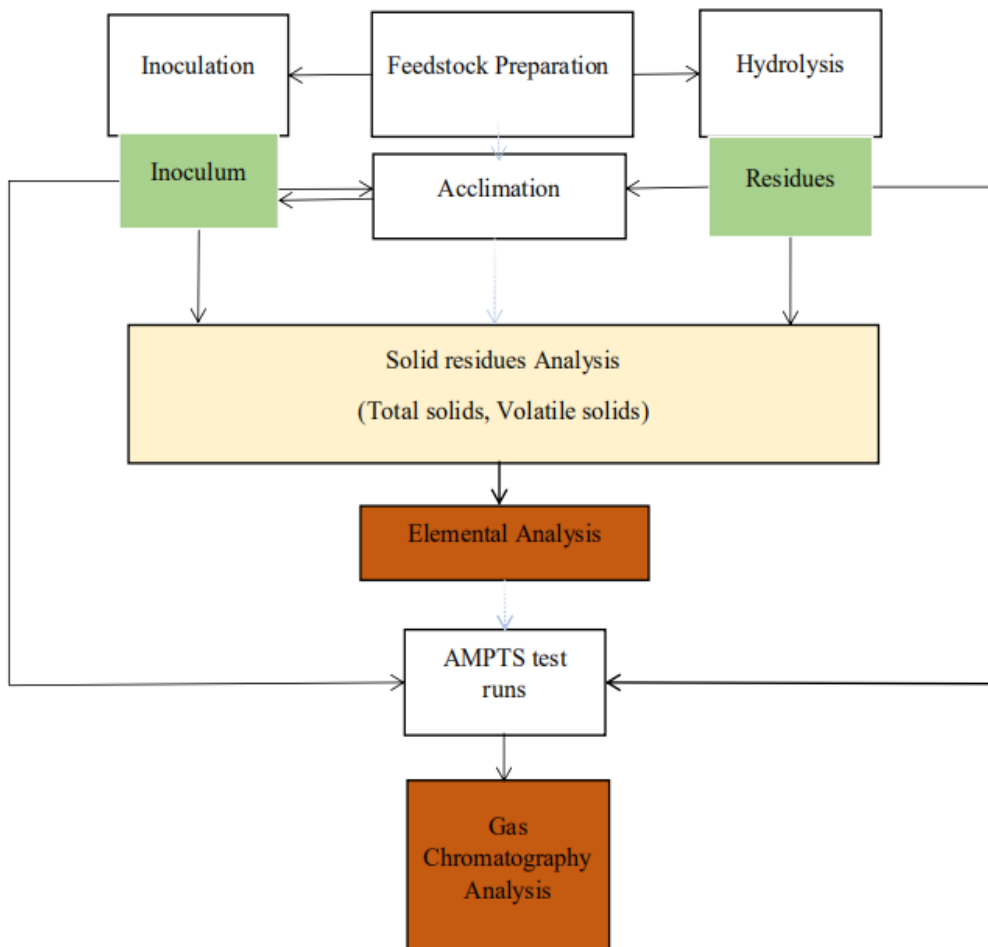 Inoculation
Feedstock Preparation
Hydrolysis
Inoculum
Acclimation
Residues
Solid residues Analysis
(Total solids, Volatile solids)
Elemental Analysis
AMPTS test
runs
Gas
Chromatography
Analysis